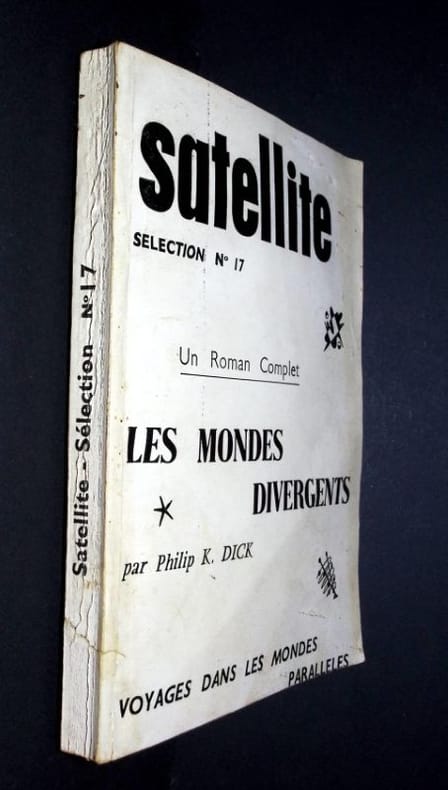 satellite
SELECTION N° 17
Un Roman Complet
LES MONDES
DIVERGENTS
par Philip K. DICK
VOYAGES DANS LES MONDES
PARALLELES
Satellite - Sélection N° 17